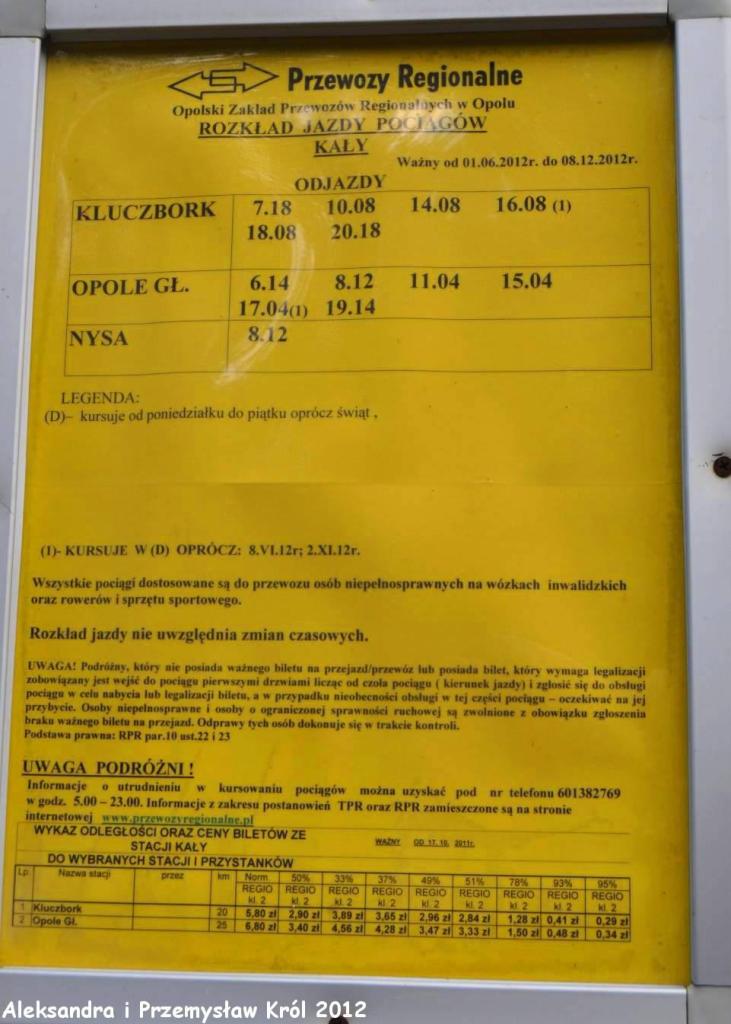 Przewozy Regionalne
Opolski Zakład Przewozów Regionalnych w Opolu
ROZKŁAD JAZDY POCIĄGÓW
KAŁY
Ważny od 01.06.2012r. do 08.12.2012r.
ODJAZDY
KLUCZBORK 7.18 10.08 14.08 16.08 (1)
18.08 20.18
OPOLE GŁ. 6.14 8.12 11.04 15.04
17.04(1) 19.14
NYSA 8.12
LEGENDA:
(D)– kursuje od poniedziałku do piątku oprócz świąt ,
(1)- KURSUJE W (D) OPRÓCZ: 8.VI.12r; 2.XI.12r.
Wszystkie pociągi dostosowane są do przewozu osób niepełnosprawnych na wózkach inwalidzkich
oraz rowerów i sprzętu sportowego.
Rozkład jazdy nie uwzględnia zmian czasowych.
UWAGA! Podróżny, który nie posiada ważnego biletu na przejazd/przewóz lub posiada bilet, który wymaga legalizacji
zobowiązany jest wejść do pociągu pierwszymi drzwiami licząc od czoła pociągu ( kierunek jazdy) i zgłosić się do obsługi
pociągu w celu nabycia lub legalizacji biletu, a w przypadku nieobecności obsługi w tej części pociągu – oczekiwać na jej
przybycie. Osoby niepełnosprawne i osoby o ograniczonej sprawności ruchowej są zwolnione z obowiązku zgłoszenia
braku ważnego biletu na przejazd. Odprawy tych osób dokonuje się w trakcie kontroli.
Podstawa prawna: RPR par.10 ust.22 i 23
UWAGA PODRÓŻNI !
Informacje o utrudnieniu w kursowaniu pociągów można uzyskać pod nr telefonu 601382769
w godz. 5.00 – 23.00. Informacje z zakresu postanowień TPR oraz RPR zamieszczone są na stronie
internetowej www.przewozyregionalne.pl
WYKAZ ODLEGŁOŚCI ORAZ CENY BILETÓW ZE
STACJI KAŁY WAŻNY OD 17. 10. 2011r.
DO WYBRANYCH STACJI I PRZYSTANKÓW
Lp. Nazwa stacji przez km Norm. 50% 33% 37% 49% 51% 78% 93% 95%
REGIO REGIO REGIO REGIO REGIO REGIO REGIO REGIO REGIO
kl. 2 kl. 2 kl. 2 kl. 2 kl. 2 kl. 2 kl. 2 kl. 2 kl. 2
1 Kluczbork 20 5,80 zł 2,90 zł 3,89 zł 3,65 zł 2,96 zł 2,84 zł 1,28 zł 0,41 zł 0,29 zł
2 Opole Gł. 25 6,80 zł 3,40 zł 4,56 zł 4,28 zł 3,47 zł 3,33 zł 1,50 zł 0,48 zł 0,34 zł
Aleksandra i Przemysław Król 2012